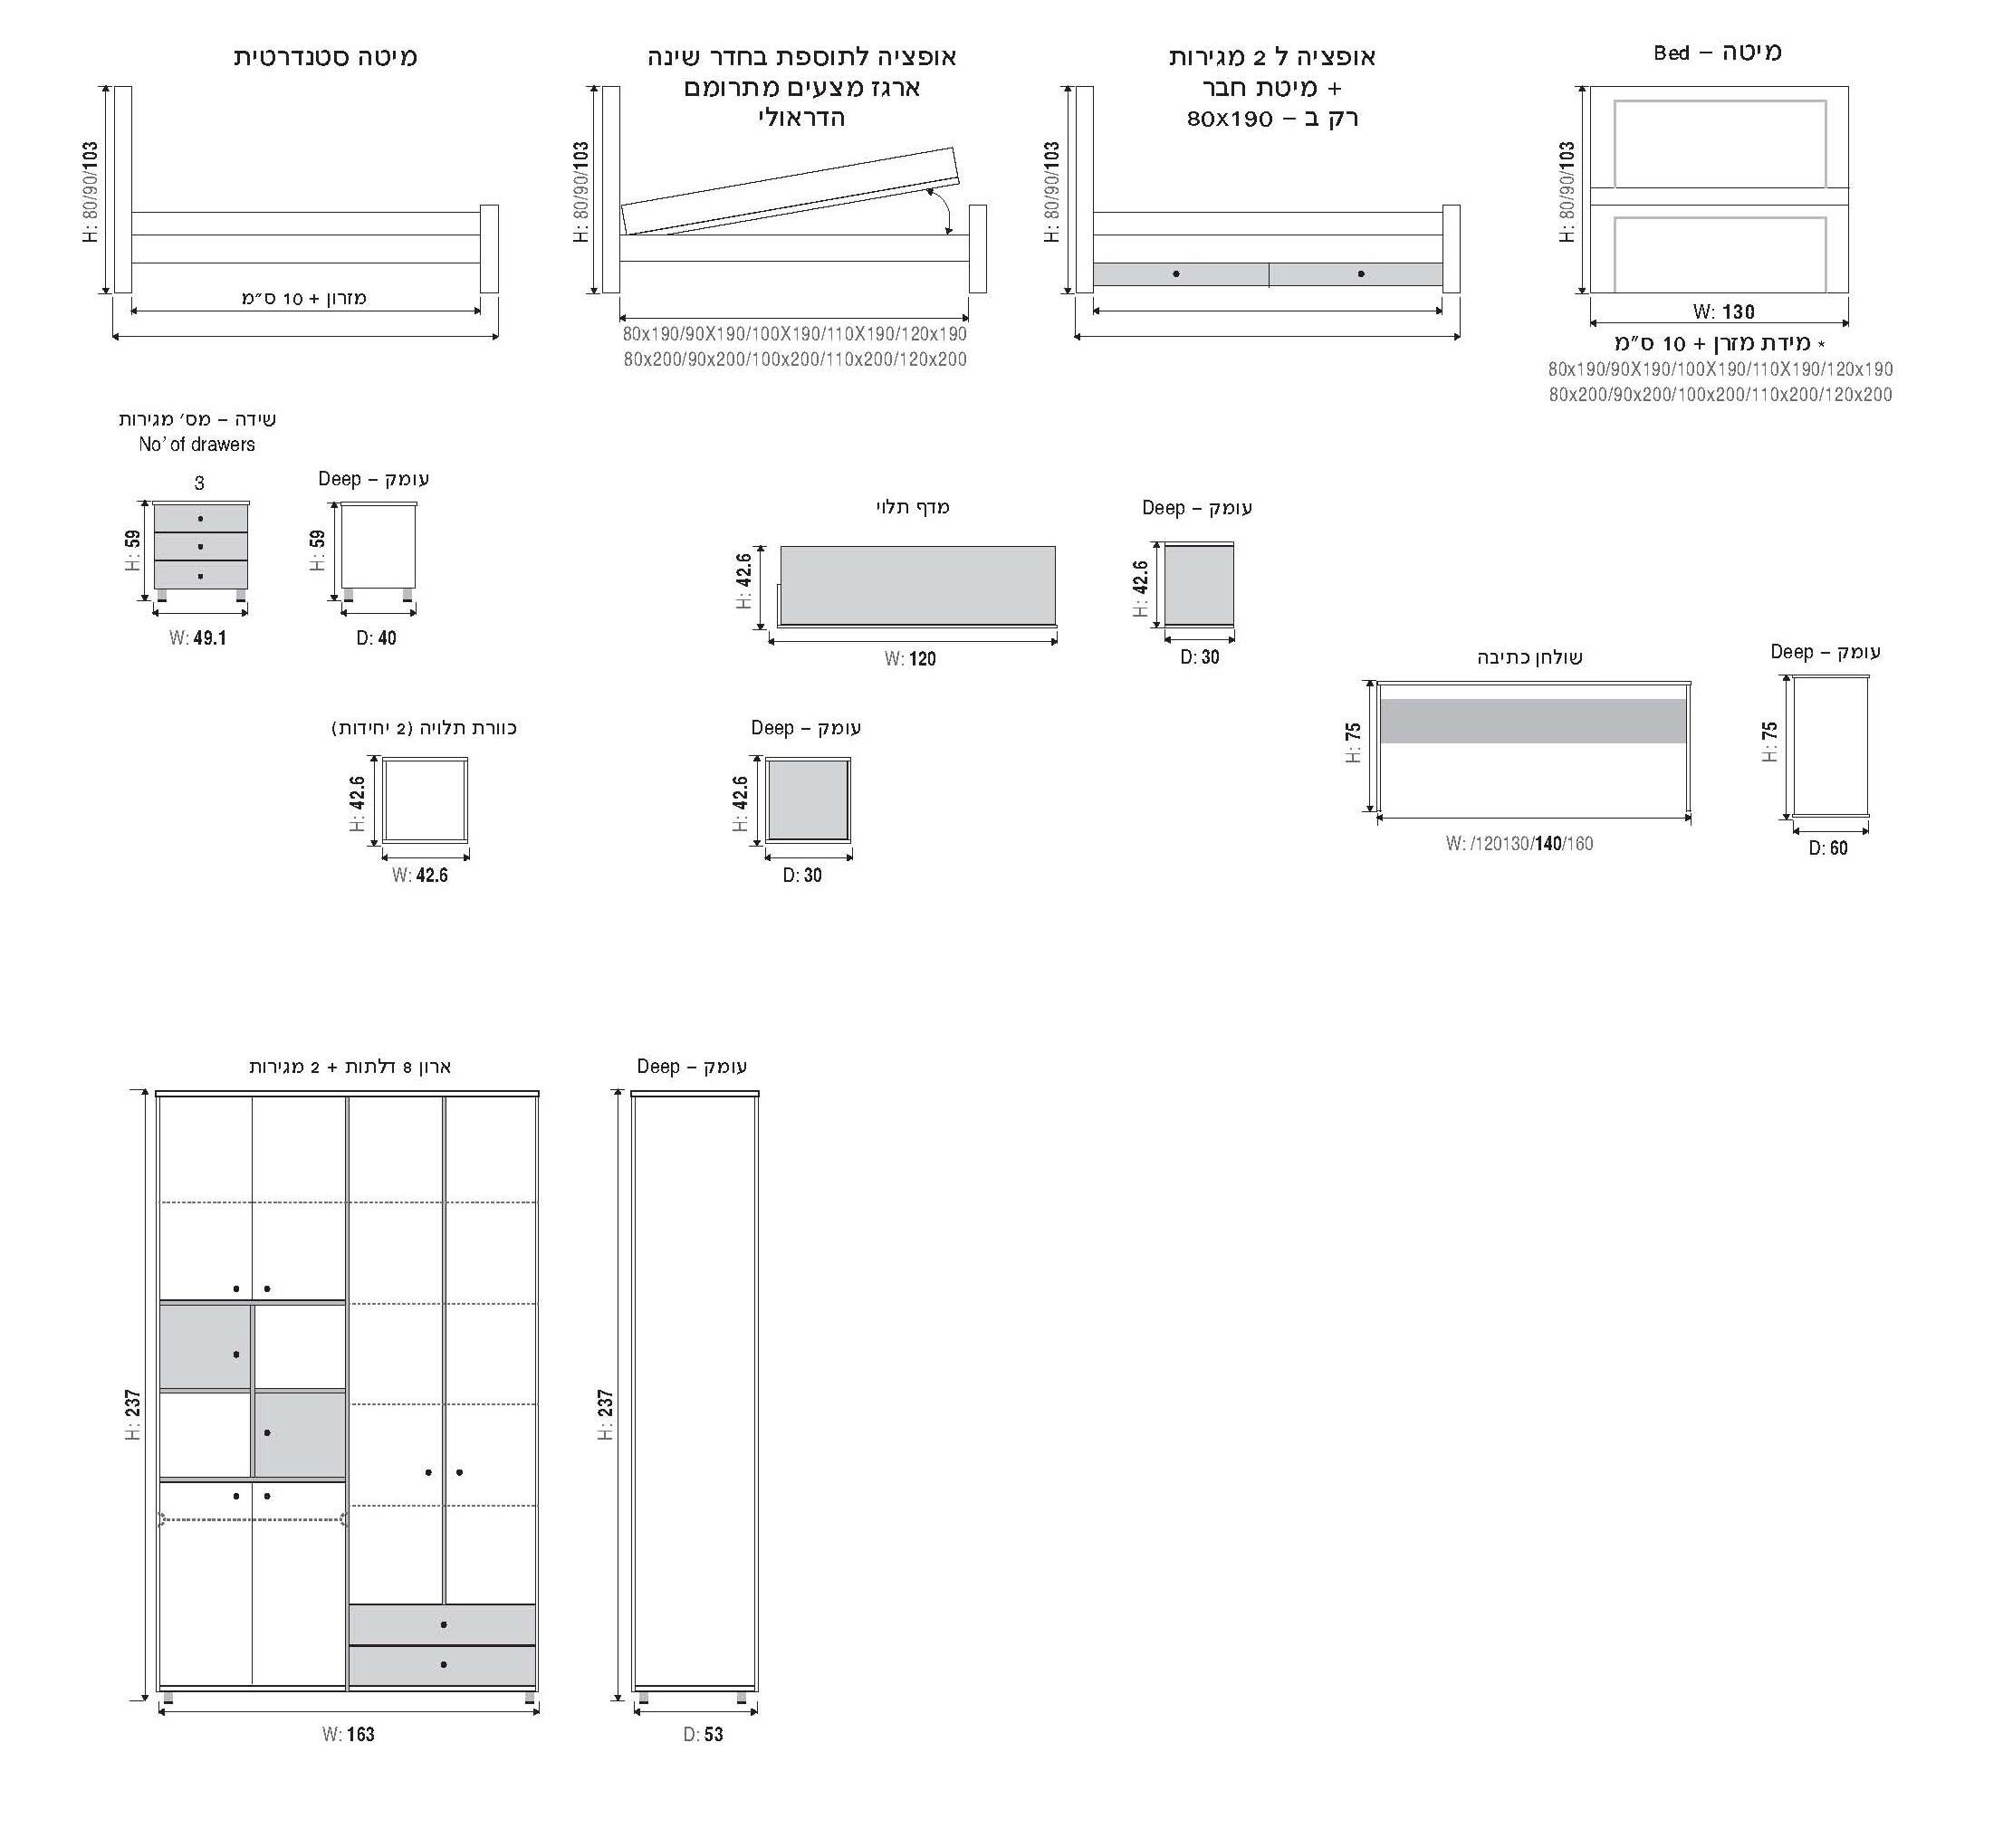 מיטה סטנדרטית
H: 80/90/103
מזרון + 10 ס״מ
אופציה לתוספת בחדר שינה
ארגז מצעים מתרומם
הדראולי
H: 80/90/103
80x190/90X190/100X190/110X190/120x190
80x200/90x200/100x200/110x200/120x200
אופציה ל 2 מגירות
+ מיטת חבר
רק ב – 80X190
H: 80/90/103
מיטה – Bed
H: 80/90/103
W: 130
* מידת מזרן + 10 ס״מ
80x190/90X190/100X190/110X190/120x190
80x200/90x200/100x200/110x200/120x200
שידה – מס׳ מגירות
No’ of drawers
3
H: 59
W: 49.1
עומק – Deep
H: 59
D: 40
מדף תלוי
H: 42.6
W: 120
עומק – Deep
H: 42.6
D: 30
שולחן כתיבה
H: 75
W: /120130/140/160
עומק – Deep
H: 75
D: 60
כוורת תלויה (2 יחידות)
H: 42.6
W: 42.6
עומק – Deep
H: 42.6
D: 30
ארון 8 דלתות + 2 מגירות
H: 237
W: 163
עומק – Deep
H: 237
D: 53